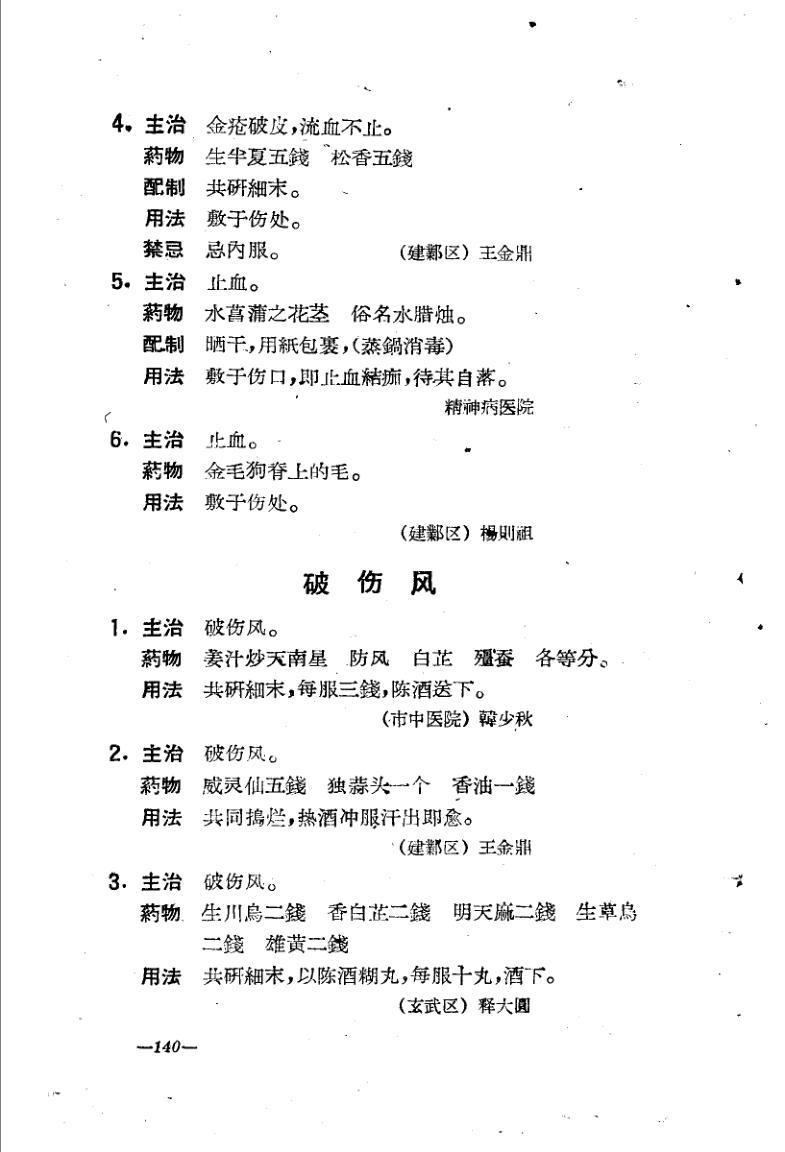 4. 主治 金疮破皮,流血不止。
葯物 生半夏五錢 松香五錢
配制 共研細末。
用法 敷于伤处。
禁忌 忌內服。 (建鄴区)王金鼎
5. 主治 止血。
葯物 水菖蒲之花茎 俗名水腊烛。
配制 晒干,用紙包裹,(蒸鍋消毒)
用法 敷于伤口,即止血結痂,待其自落。
精神病医院
6. 主治 止血。
葯物 金毛狗脊上的毛。
用法 敷于伤处。
(建鄴区)楊則祖
破伤风
1. 主治 破伤风。
葯物 姜汁炒天南星 防风 白芷 殭蚕 各等分。
用法 共研細末,每服三錢,陈酒送下。
(市中医院)韓少秋
2. 主治 破伤风。
葯物 威灵仙五錢 独蒜头一个 香油一錢
用法 共同搗烂,热酒冲服汗出即愈。
(建鄴区)王金鼎
3. 主治 破伤风。
葯物 生川烏二錢 香白芷二錢 明天麻二錢 生草烏
二錢 雄黃二錢
用法 共研細末,以陈酒糊丸,每服十丸,酒下。
(玄武区)释大圓
—140—